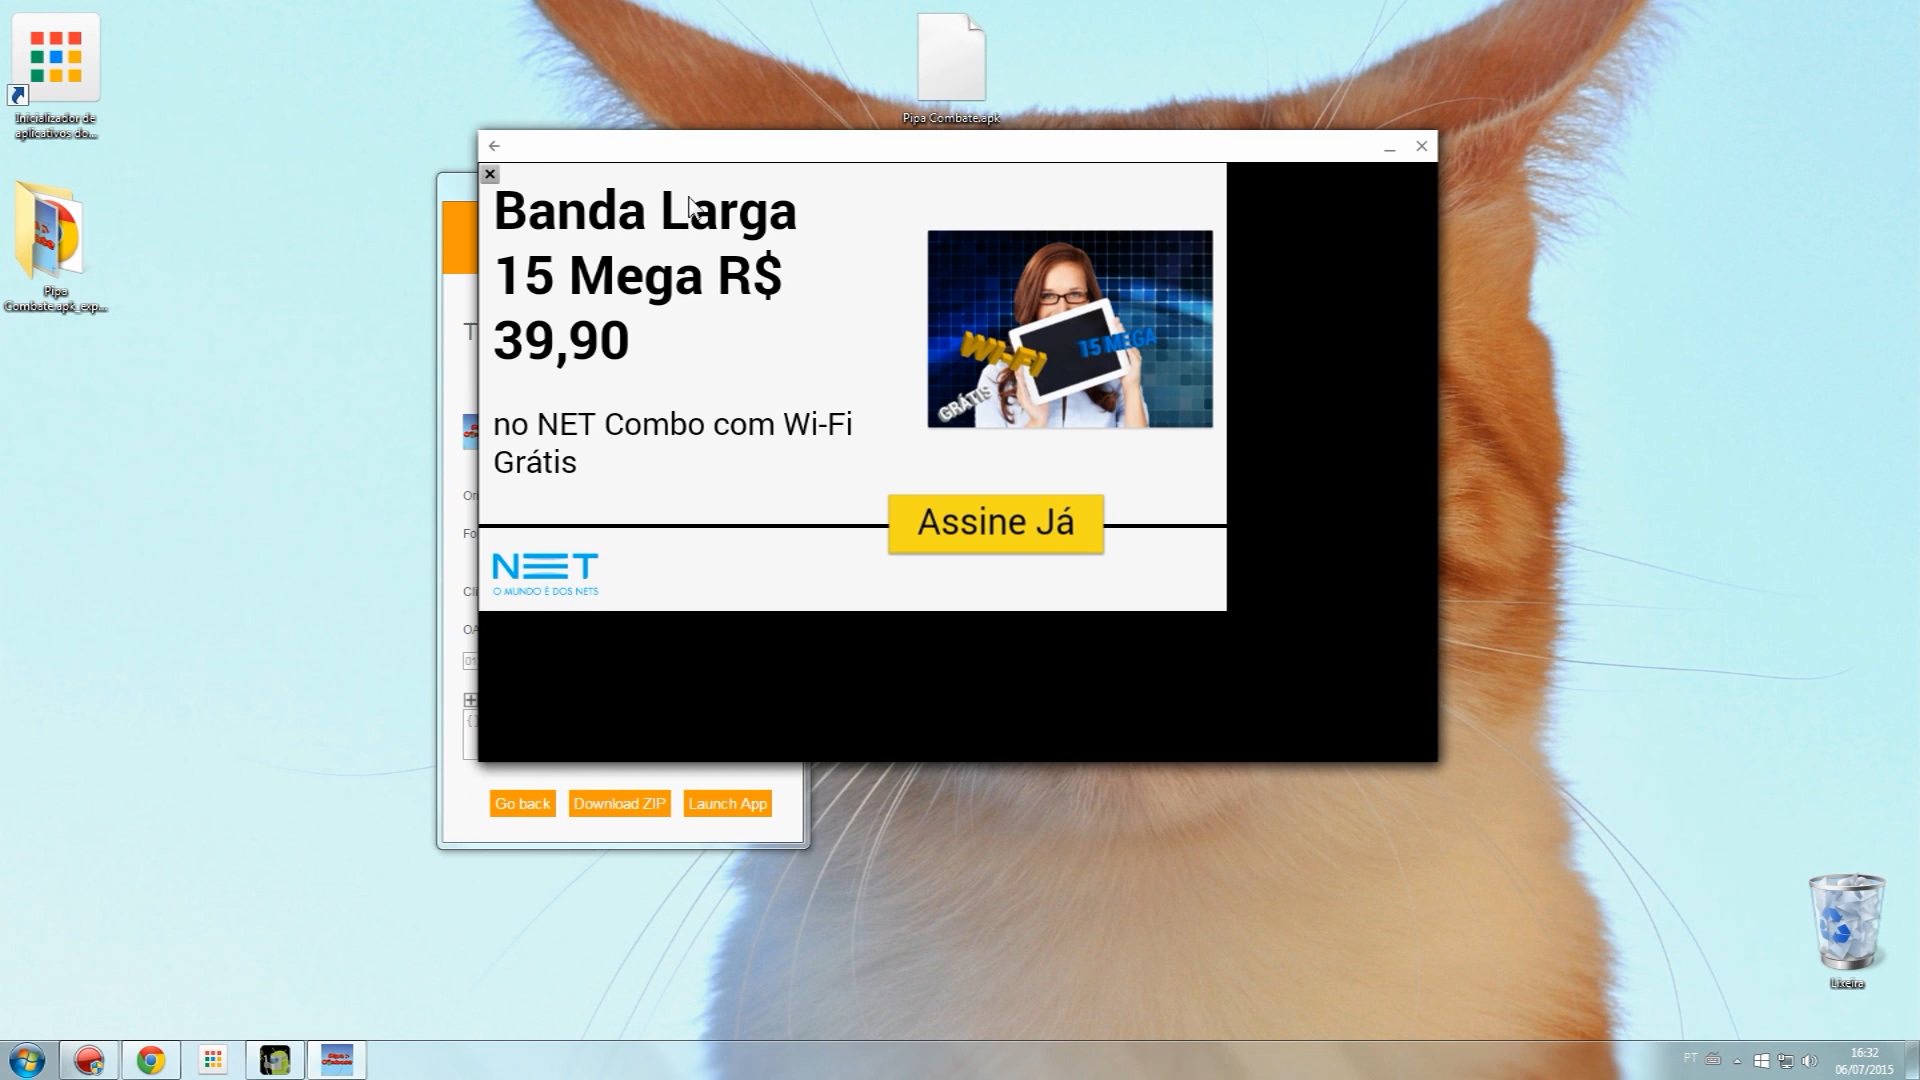 Inicializador de
aplicativos do...
Pipa Combate.apk
Pipa
Combate.apk_exp...
Banda Larga
15 Mega R$
39,90
no NET Combo com Wi-Fi
Grátis
WI-FI
15 MEGA
GRÁTIS
Assine Já
NET
O MUNDO É DOS NETS
Go back
Download ZIP
Launch App
Lixeira
PT
16:32
06/07/2015